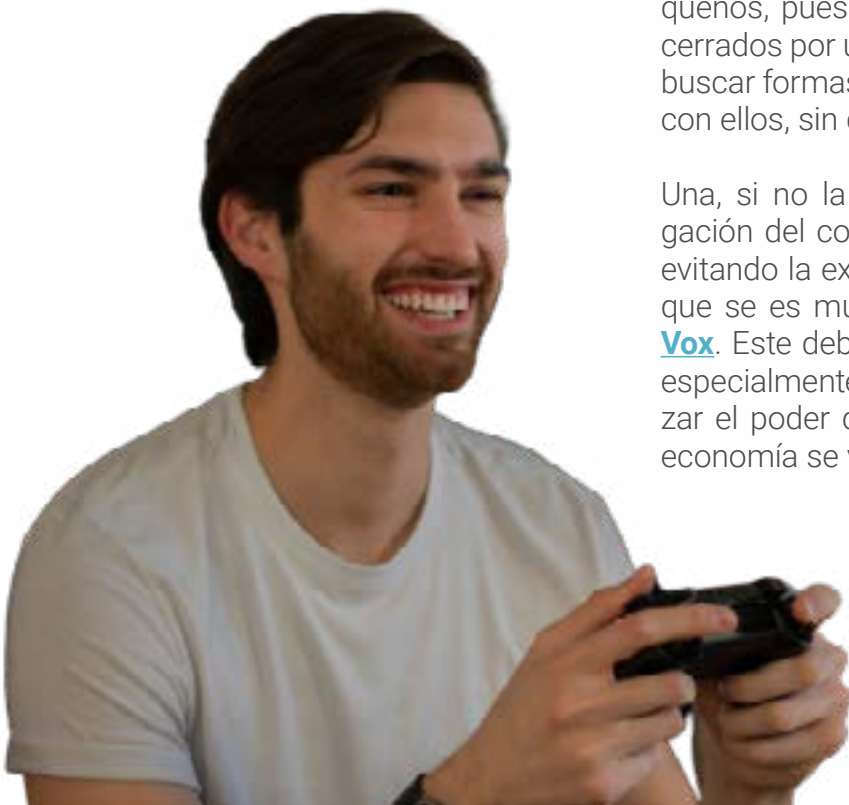 queños, pues
cerrados por
buscar formas
con ellos, sin
Una, si no la
gación del co
evitando la ex
que se es mu
Vox. Este deb
especialmente
zar el poder
economía se